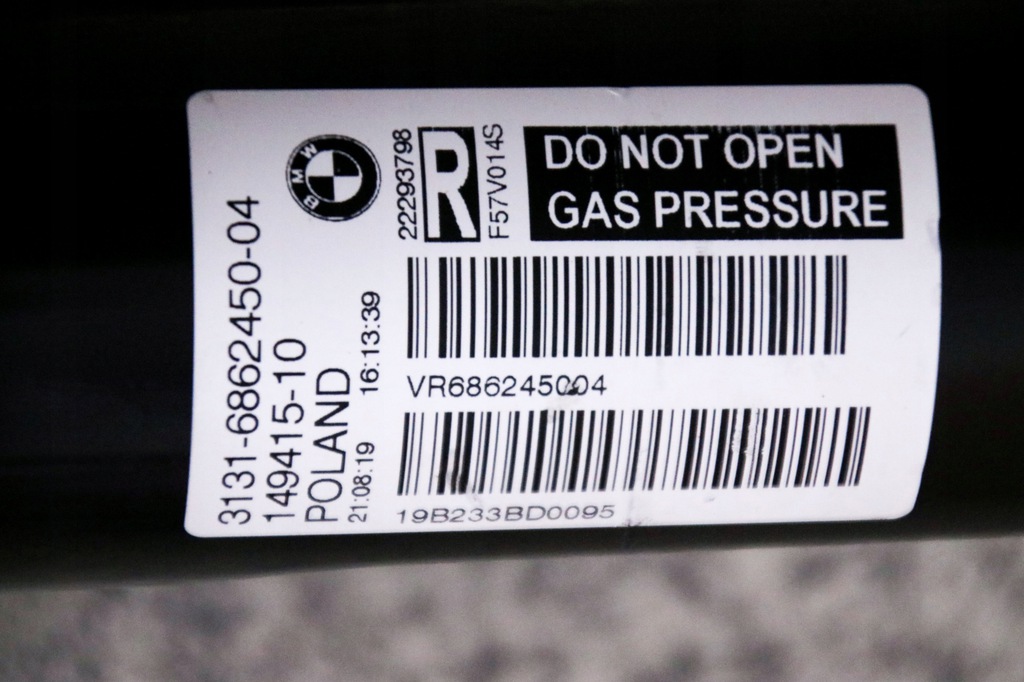 BMW
3131-6862450-04
149415-10
POLAND
21:08:19 16:13:39
22293798
R
F57V014S
DO NOT OPEN
GAS PRESSURE
VR686245004
19B233BD0095